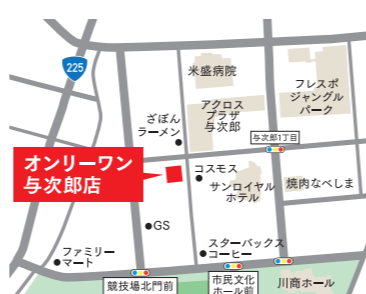 225
米盛病院
フレスポ
ジャングル
パーク
アクロス
プラザ
与次郎
ざぼん
ラーメン
与次郎1丁目
オンリーワン
与次郎店
コスモス
サンロイヤル
ホテル
焼肉なべしま
GS
スターバックス
コーヒー
ファミリー
マート
競技場北門前
市民文化
ホール前
川商ホール